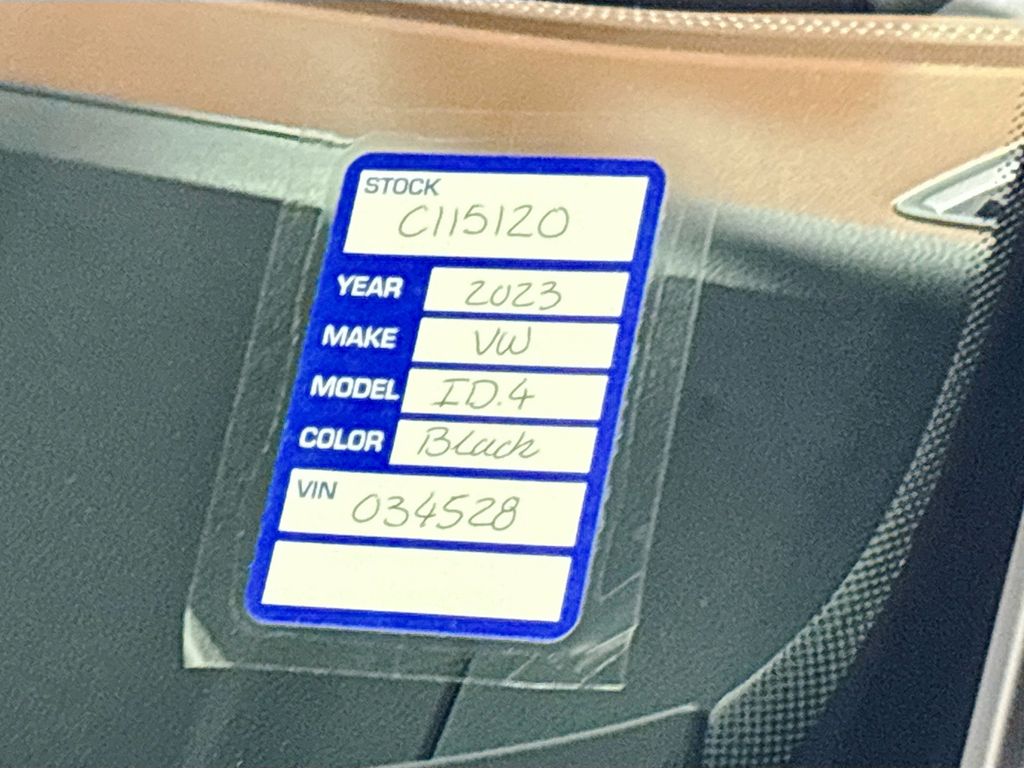 STOCK
C115120
YEAR 2023
MAKE VW
MODEL ID.4
COLOR Black
VIN
034528